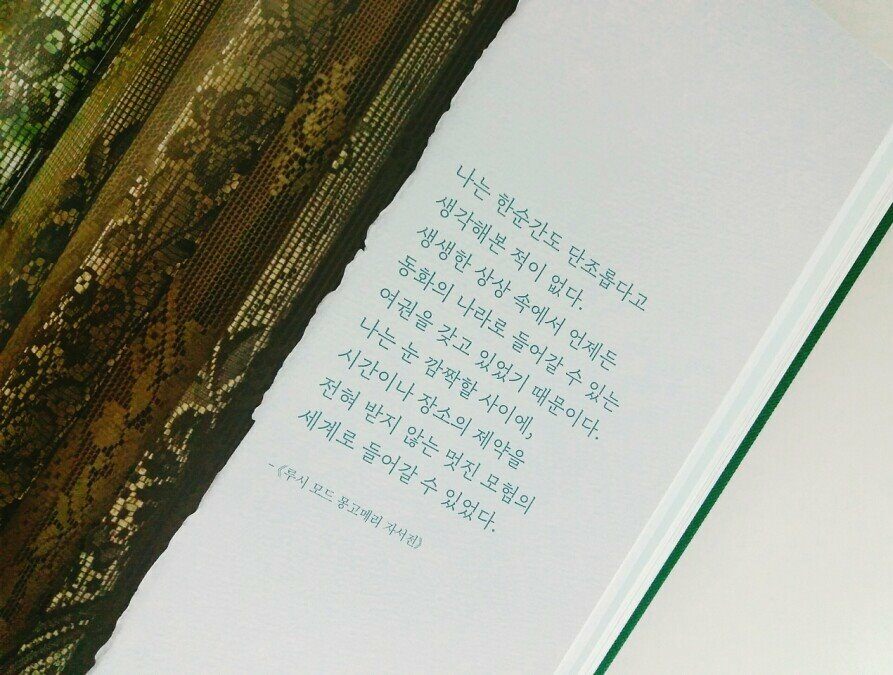 나는 한순간도 단조롭다고
생각해본 적이 없다.
생생한 상상 속에서 언제든
동화의 나라로 들어갈 수 있는
여권을 갖고 있었기 때문이다.
나는 눈 깜짝할 사이에,
시간이나 장소의 제약을
전혀 받지 않는 멋진 모험의
세계로 들어갈 수 있었다.
- 《루시 모드 몽고메리 자서전》